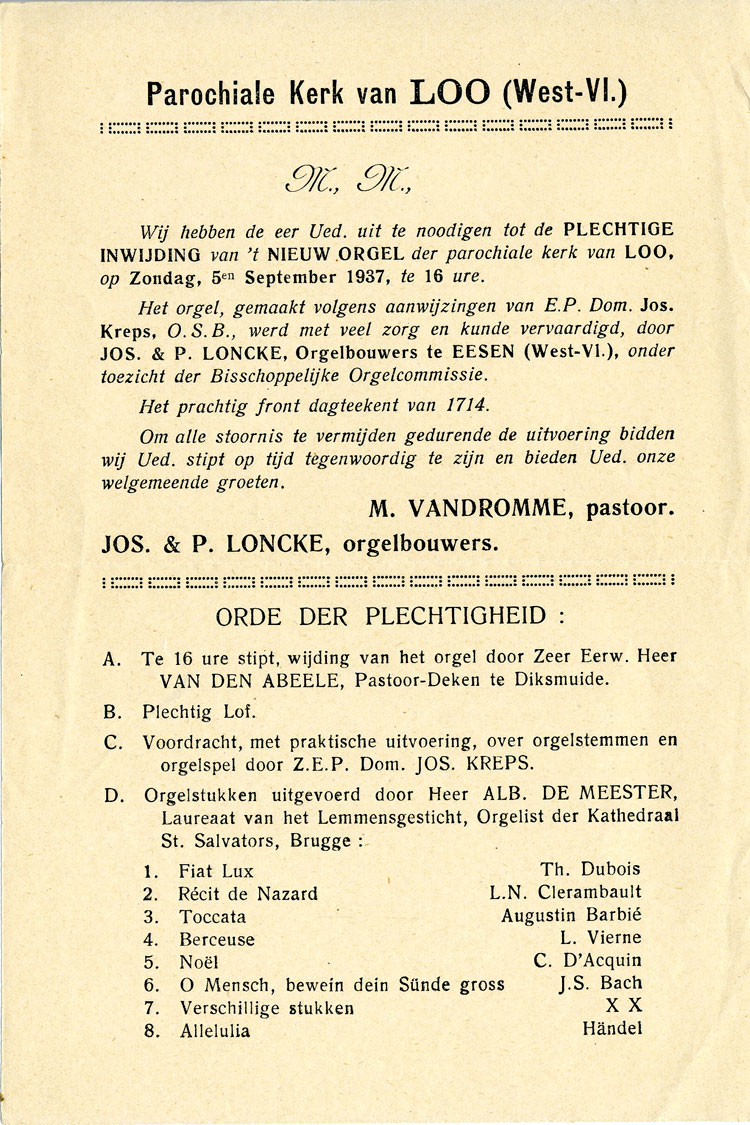 Parochiale Kerk van LOO (West-Vl.)
M., M.,
Wij hebben de eer Ued. uit te noodigen tot de PLECHTIGE
INWIJDING van 't NIEUW ORGEL der parochiale kerk van LOO,
op Zondag, 5en September 1937, te 16 ure.
Het orgel, gemaakt volgens aanwijzingen van E.P. Dom. Jos.
Kreps, O.S.B., werd met veel zorg en kunde vervaardigd, door
JOS. & P. LONCKE, Orgelbouwers te EESEN (West-Vl.), onder
toezicht der Bisschoppelijke Orgelcommissie.
Het prachtig front dagteekent van 1714.
Om alle stoornis te vermijden gedurende de uitvoering bidden
wij Ued. stipt op tijd tegenwoordig te zijn en bieden Ued. onze
welgemeende groeten.
M. VANDROMME, pastoor.
JOS. & P. LONCKE, orgelbouwers.
ORDE DER PLECHTIGHEID :
A. Te 16 ure stipt, wijding van het orgel door Zeer Eerw. Heer
VAN DEN ABEELE, Pastoor-Deken te Diksmuide.
B. Plechtig Lof.
C. Voordracht, met praktische uitvoering, over orgelstemmen en
orgelspel door Z.E.P. Dom. JOS. KREPS.
D. Orgelstukken uitgevoerd door Heer ALB. DE MEESTER,
Laureaat van het Lemmensgesticht, Orgelist der Kathedraal
St. Salvators, Brugge :
1. Fiat Lux Th. Dubois
2. Récit de Nazard L.N. Clerambault
3. Toccata Augustin Barbié
4. Berceuse L. Vierne
5. Noël C. D'Acquin
6. O Mensch, bewein dein Sünde gross J.S. Bach
7. Verschillige stukken X X
8. Allelulia Händel